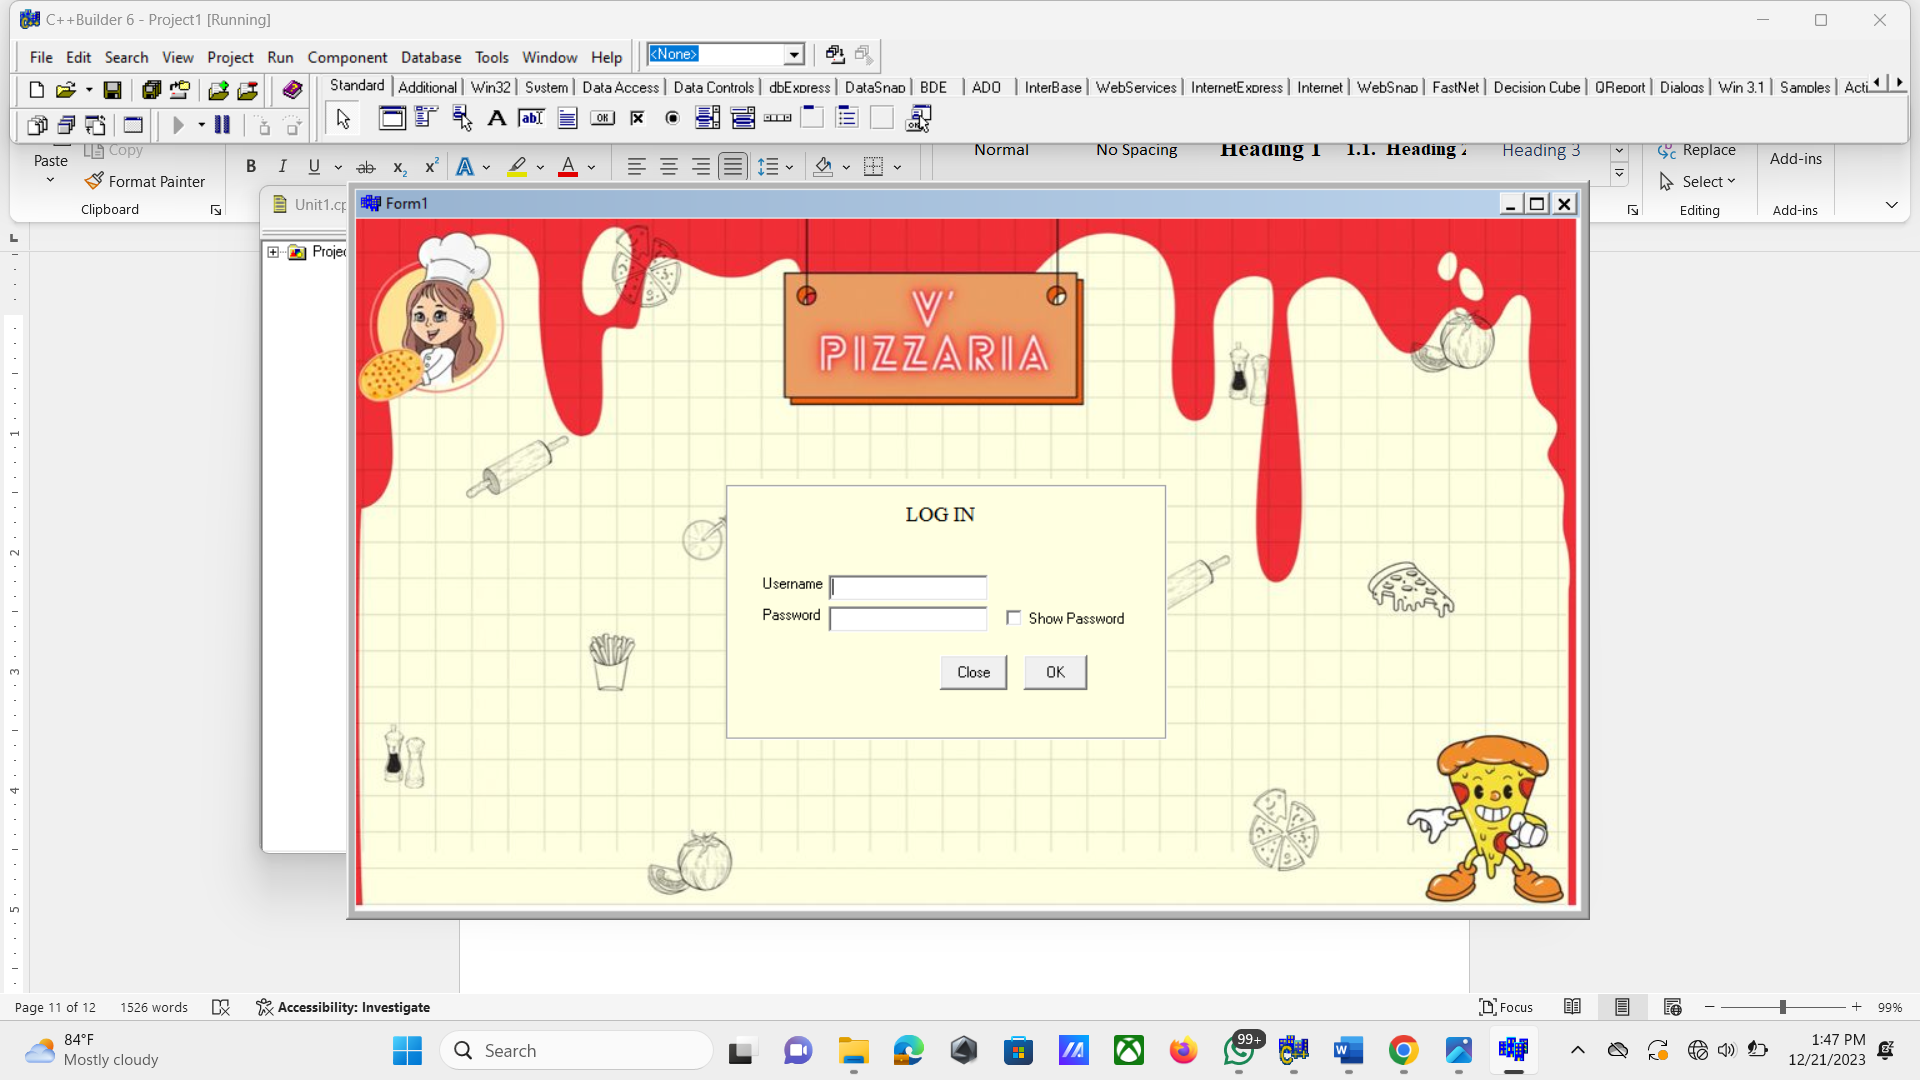 C++Builder 6 - Project1 [Running]
File Edit Search View Project Run Component Database Tools Window Help
<None>
Standard Additional Win32 System Data Access Data Controls dbExpress DataSnap BDE ADO InterBase WebServices InternetExpress Internet WebSnap FastNet Decision Cube QReport Dialogs Win 3.1 Samples Acti
Paste
Copy
Format Painter
Clipboard
Normal
No Spacing
Heading 1
1.1. Heading 2
Heading 3
Replace
Select
Editing
Add-ins
Add-ins
Unit1.cp
Projec
Form1
V'
PIZZARIA
LOG IN
Username
Password
Show Password
Close
OK
Page 11 of 12
1526 words
Accessibility: Investigate
Focus
99%
84°F
Mostly cloudy
Search
99+
1:47 PM
12/21/2023